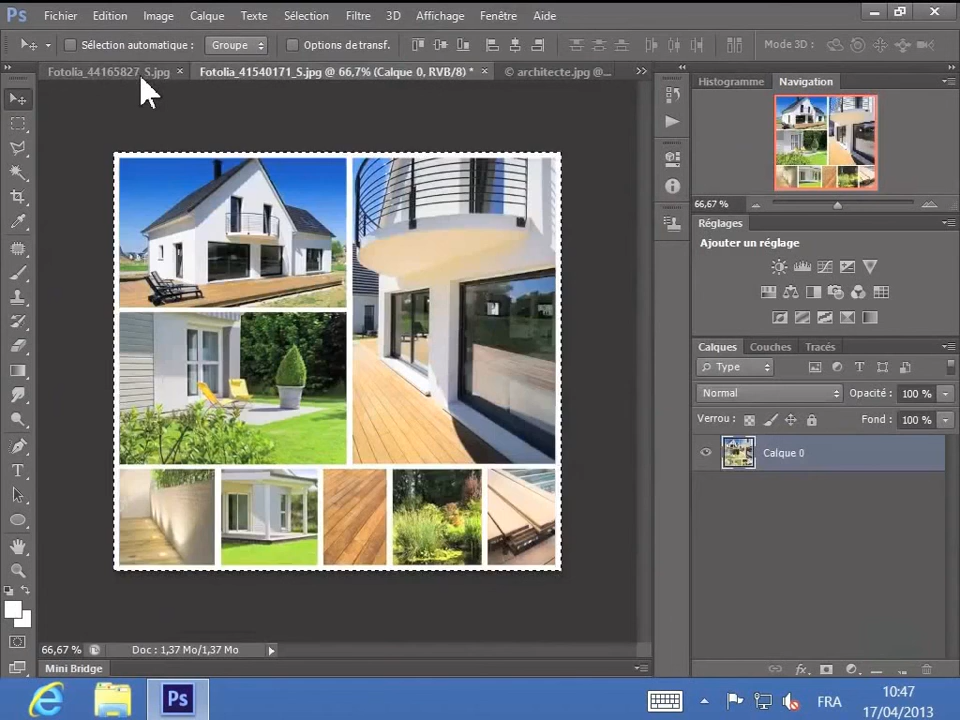 Ps Fichier Edition Image Calque Texte Sélection Filtre 3D Affichage Fenêtre Aide
Sélection automatique : Groupe Options de transf. Mode 3D :
Fotolia_44165827_S.jpg × Fotolia_41540171_S.jpg @ 66,7% (Calque 0, RVB/8) * × © architecte.jpg @...
Histogramme Navigation
66,67 %
Réglages
Ajouter un réglage
Calques Couches Tracés
Type
Normal Opacité : 100 %
Verrou : Fond : 100 %
Calque 0
66,67 % Doc : 1,37 Mo/1,37 Mo
Mini Bridge
Ps FRA 10:47
17/04/2013